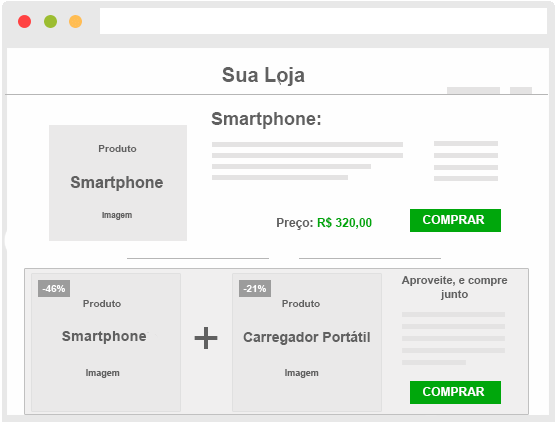 Sua Loja
Smartphone:
Produto
Smartphone
Imagem
Preço: R$ 320,00
COMPRAR
-46%
Produto
Smartphone
Imagem
+
-21%
Produto
Carregador Portátil
Imagem
Aproveite, e compre
junto
COMPRAR